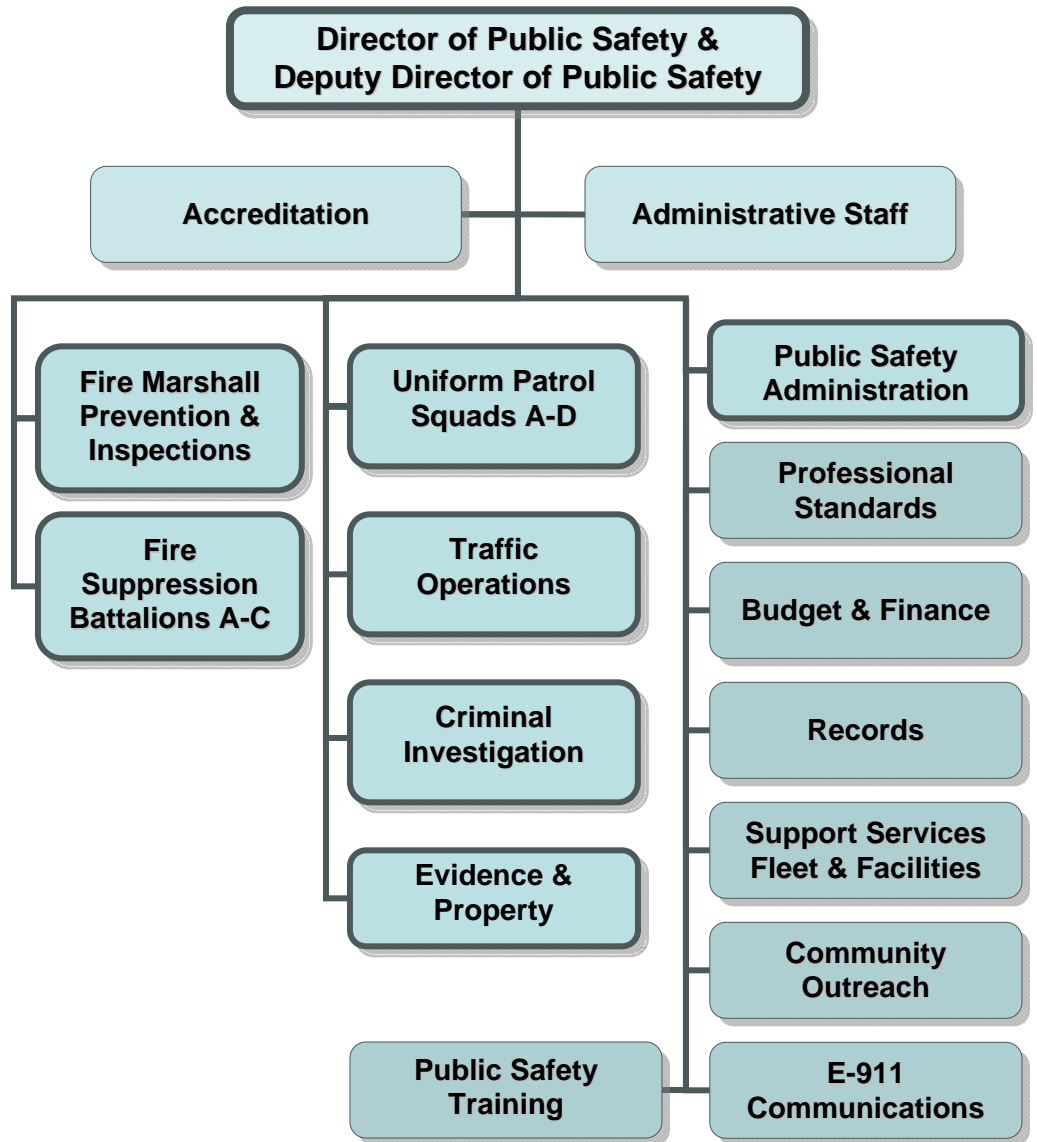 Director of Public Safety &
Deputy Director of Public Safety
Accreditation
Administrative Staff
Fire Marshall
Prevention &
Inspections
Fire
Suppression
Battalions A-C
Uniform Patrol
Squads A-D
Traffic
Operations
Criminal
Investigation
Evidence &
Property
Public Safety
Administration
Professional
Standards
Budget & Finance
Records
Support Services
Fleet & Facilities
Community
Outreach
Public Safety
Training
E-911
Communications